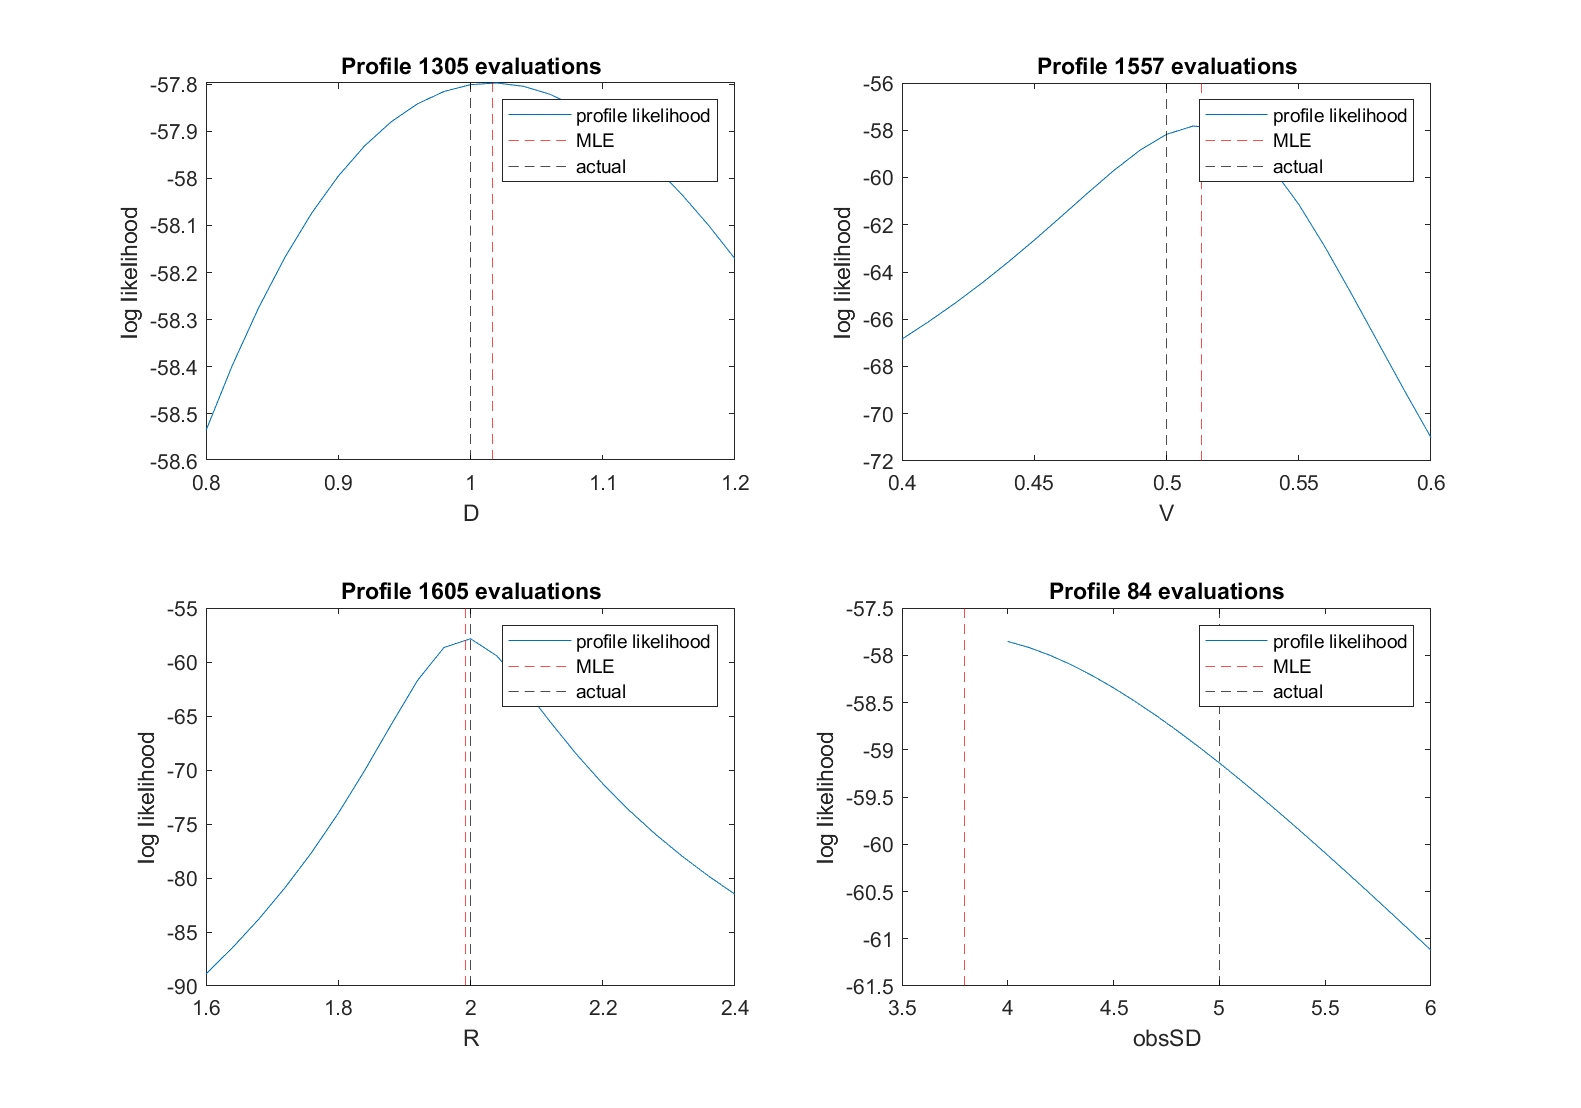 Profile 1305 evaluations
-57.8
-57.9
-58
-58.1
-58.2
-58.3
-58.4
-58.5
-58.6
log likelihood
profile likelihood
MLE
actual
0.8 0.9 1 1.1 1.2
D
Profile 1557 evaluations
-56
-58
-60
-62
-64
-66
-68
-70
-72
log likelihood
profile likelihood
MLE
actual
0.4 0.45 0.5 0.55 0.6
V
Profile 1605 evaluations
-55
-60
-65
-70
-75
-80
-85
-90
log likelihood
profile likelihood
MLE
actual
1.6 1.8 2 2.2 2.4
R
Profile 84 evaluations
-57.5
-58
-58.5
-59
-59.5
-60
-60.5
-61
-61.5
log likelihood
profile likelihood
MLE
actual
3.5 4 4.5 5 5.5 6
obsSD